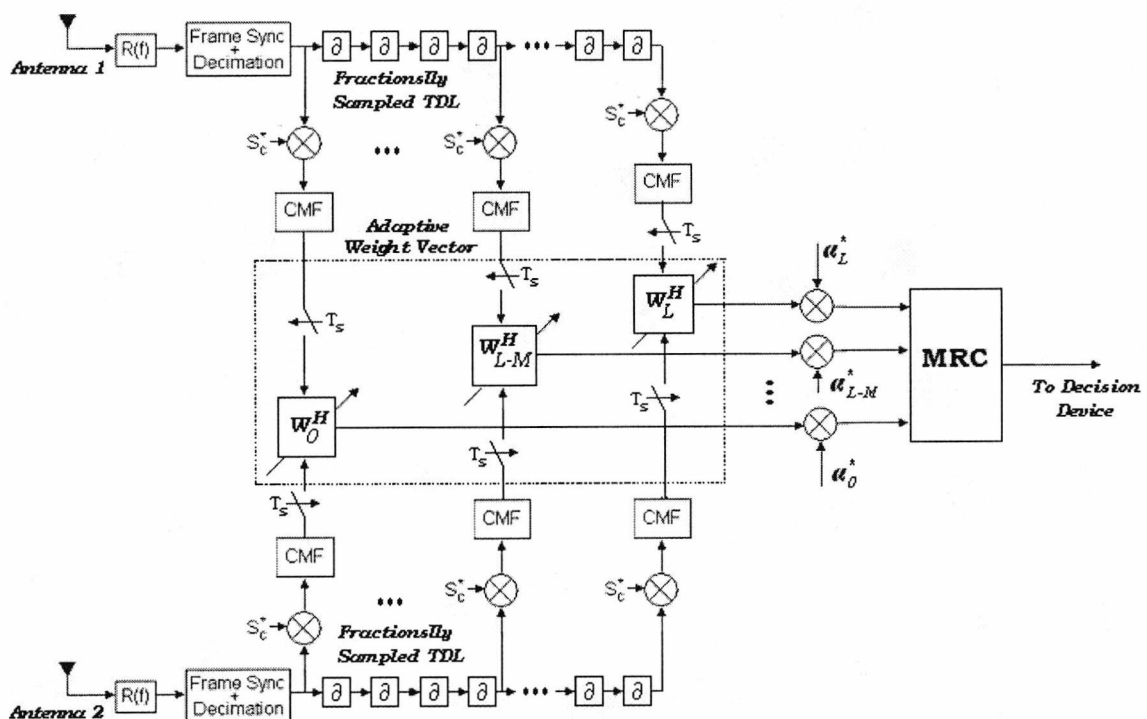 Antenna 1
R(f)
Frame Sync
+
Decimation
∂ ∂ ∂ ∂ ••• ∂ ∂
Fractionslly
Sampled TDL
S*c
S*c
S*c
•••
CMF
CMF
CMF
Adaptive
Weight Vector
Ts
Ts
Ts
W^H_0
W^H_{L-M}
W^H_L
a*_L
a*_{L-M}
•••
a*_0
MRC
To Decision
Device
Ts
Ts
Ts
CMF
CMF
CMF
S*c
S*c
S*c
•••
Fractionslly
Sampled TDL
Antenna 2
R(f)
Frame Sync
+
Decimation
∂ ∂ ∂ ∂ ••• ∂ ∂